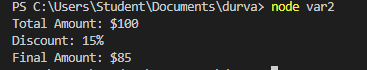 PS C:\Users\Student\Documents\durva> node var2
Total Amount: $100
Discount: 15%
Final Amount: $85